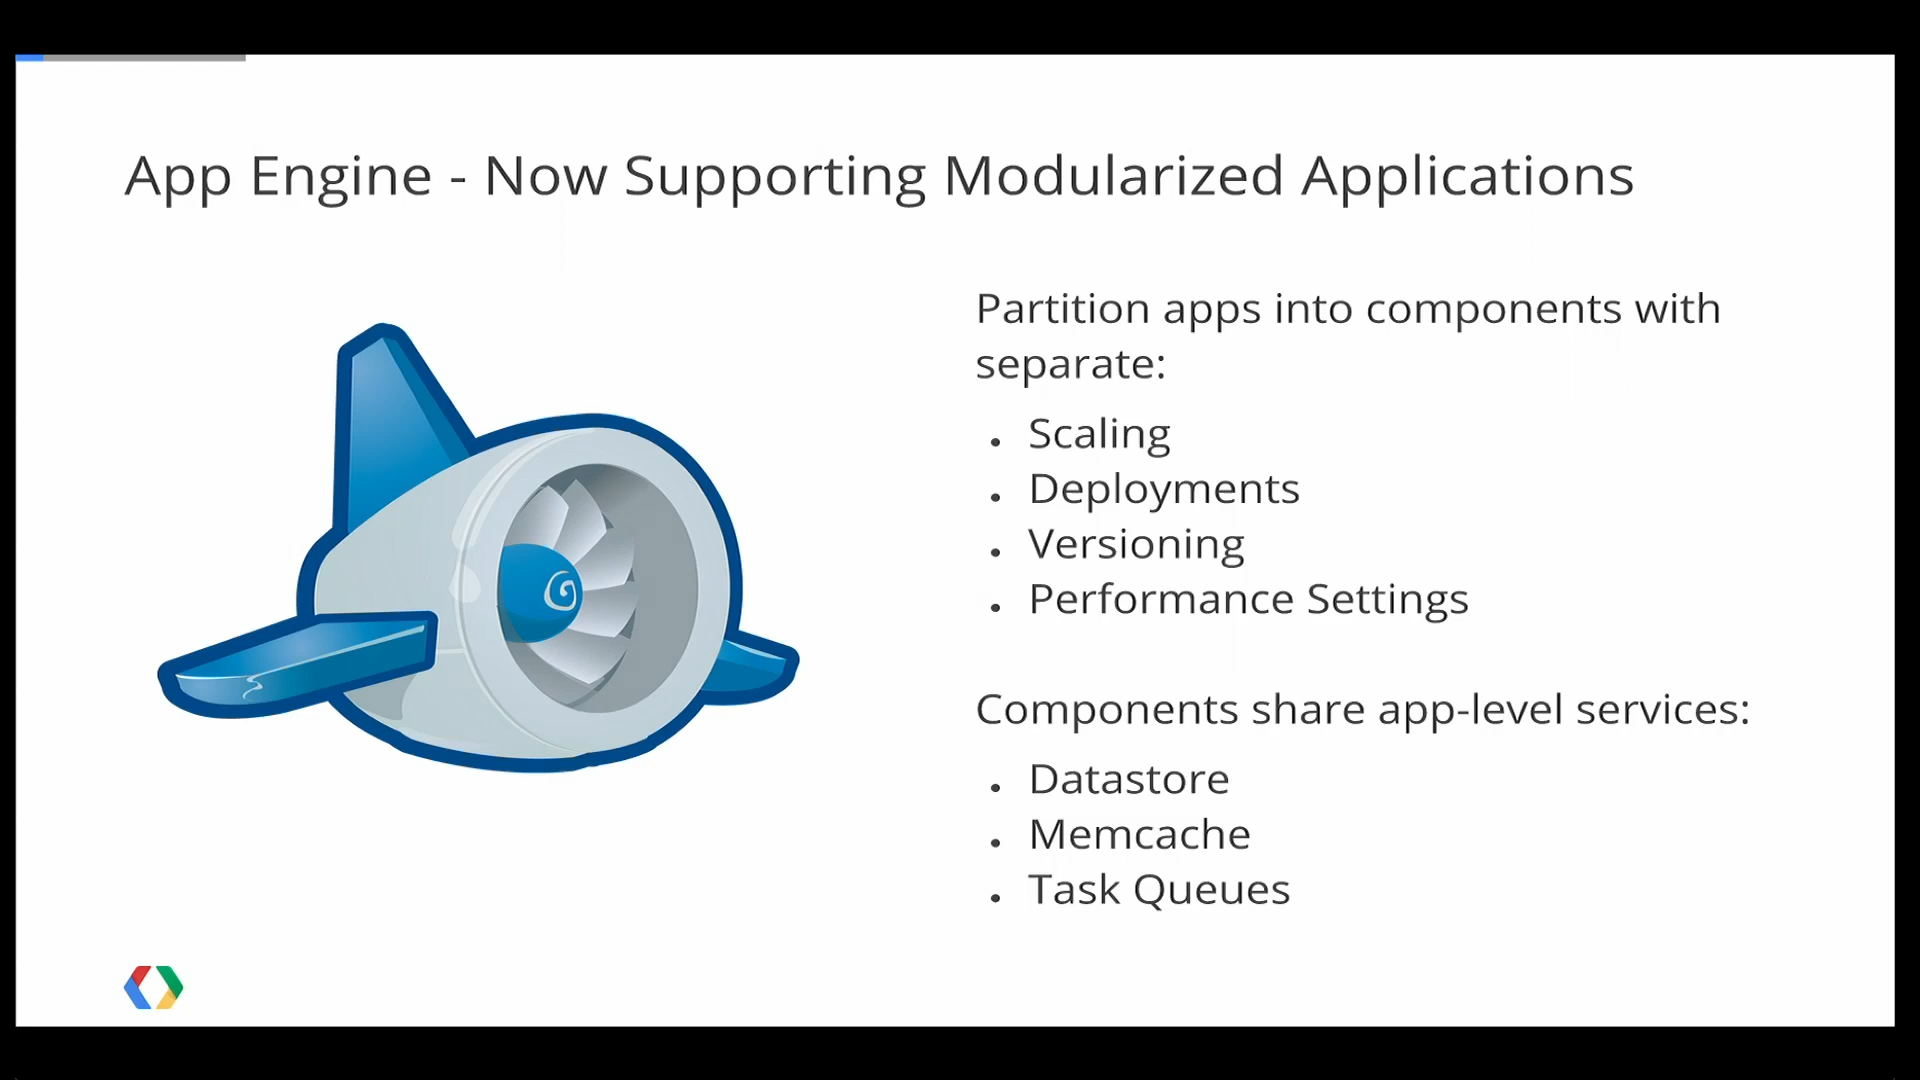 App Engine - Now Supporting Modularized Applications
Partition apps into components with
separate:
• Scaling
• Deployments
• Versioning
• Performance Settings
Components share app-level services:
• Datastore
• Memcache
• Task Queues